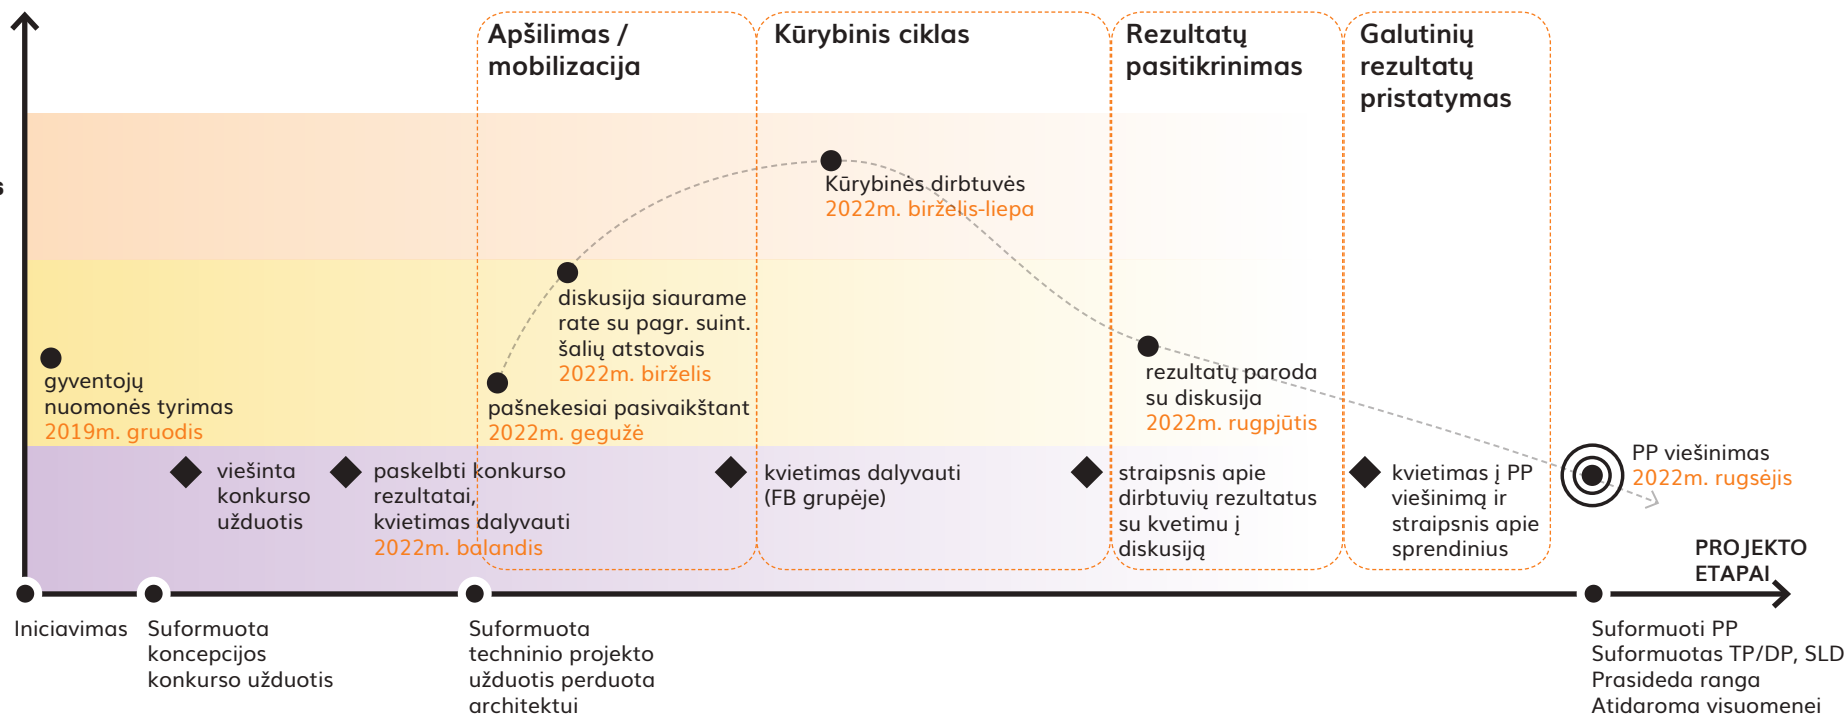 Apšilimas /
mobilizacija
Kūrybinis ciklas
Rezultatų
pasitikrinimas
Galutinių
rezultatų
pristatymas
s
Kūrybinės dirbtuvės
2022m. birželis-liepa
diskusija siaurame
rate su pagr. suint.
šalių atstovais
2022m. birželis
gyventojų
nuomonės tyrimas
2019m. gruodis
pašnekesiai pasivaikštant
2022m. gegužė
rezultatų paroda
su diskusija
2022m. rugpjūtis
viešinta
konkurso
užduotis
paskelbti konkurso
rezultatai,
kvietimas dalyvauti
2022m. balandis
kvietimas dalyvauti
(FB grupėje)
straipsnis apie
dirbtuvių rezultatus
su kvetimu į
diskusiją
kvietimas į PP
viešinimą ir
straipsnis apie
sprendinius
PP viešinimas
2022m. rugsėjis
PROJEKTO
ETAPAI
Iniciavimas
Suformuota
koncepcijos
konkurso užduotis
Suformuota
techninio projekto
užduotis perduota
architektui
Suformuoti PP
Suformuotas TP/DP, SLD
Prasideda ranga
Atidaroma visuomenei